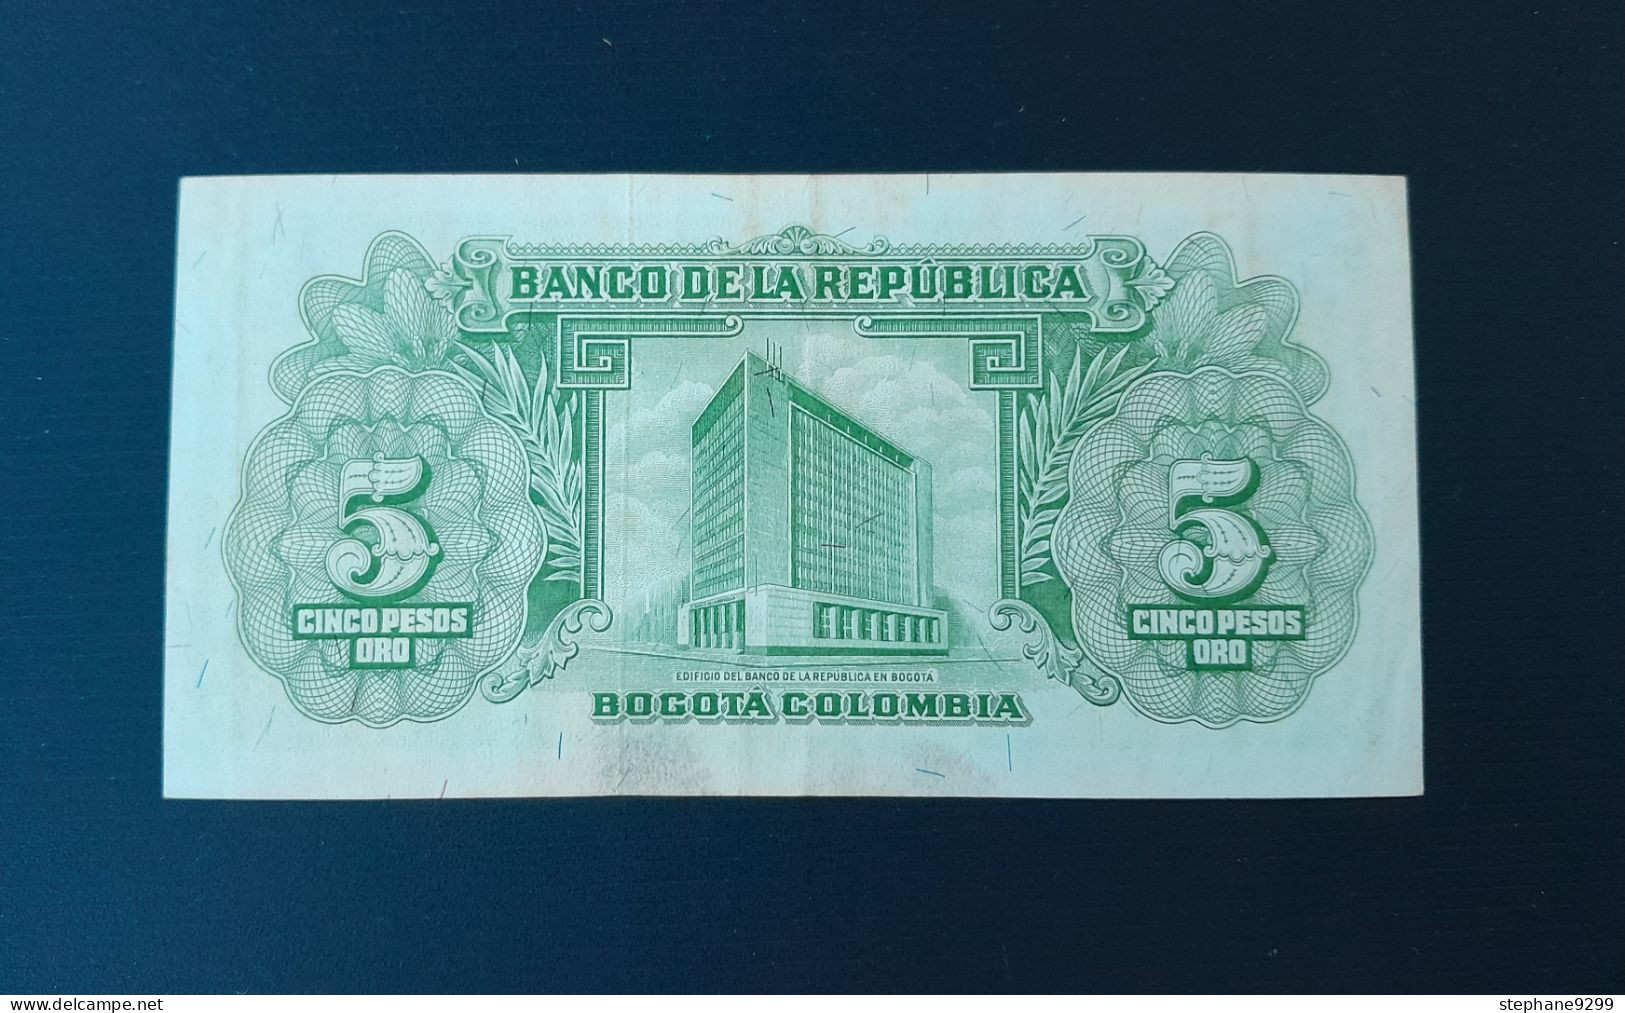 BANCO DE LA REPÚBLICA
5
5
CINCO PESOS
ORO
CINCO PESOS
ORO
EDIFICIO DEL BANCO DE LA REPÚBLICA EN BOGOTÁ
BOGOTÁ COLOMBIA
www.delcampe.net
stephane9299